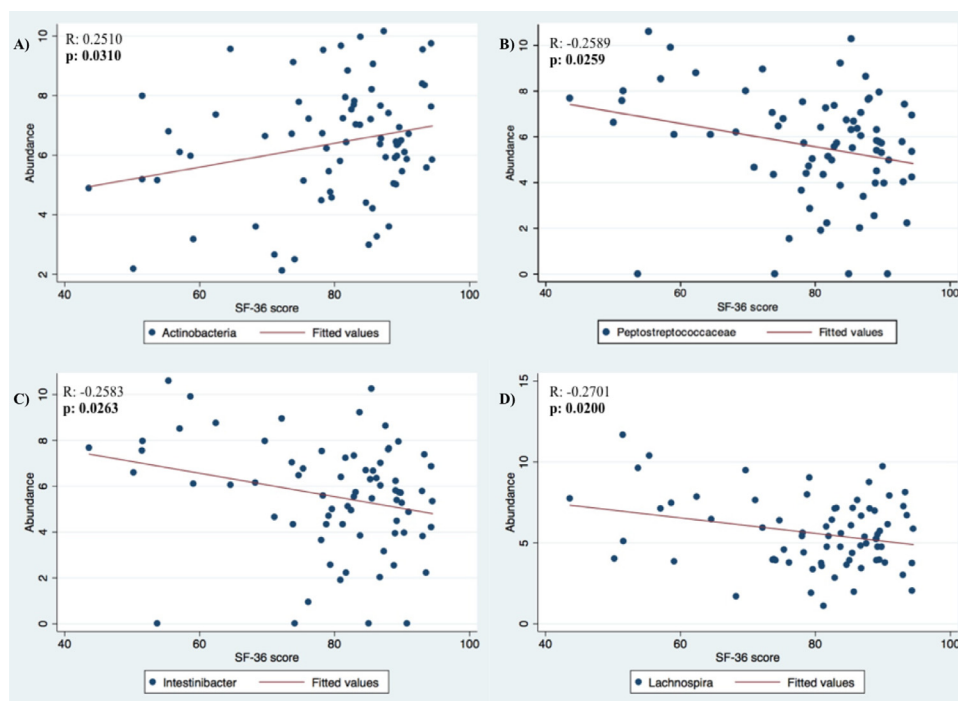 A)
R: 0.2510
p: 0.0310
Abundance
10
8
6
4
2
40 60 80 100
SF-36 score
Actinobacteria Fitted values
B)
R: -0.2589
p: 0.0259
Abundance
10
8
6
4
2
0
40 60 80 100
SF-36 score
Peptostreptococcaceae Fitted values
C)
R: -0.2583
p: 0.0263
Abundance
10
8
6
4
2
0
40 60 80 100
SF-36 score
Intestinibacter Fitted values
D)
R: -0.2701
p: 0.0200
Abundance
15
10
5
0
40 60 80 100
SF-36 score
Lachnospira Fitted values